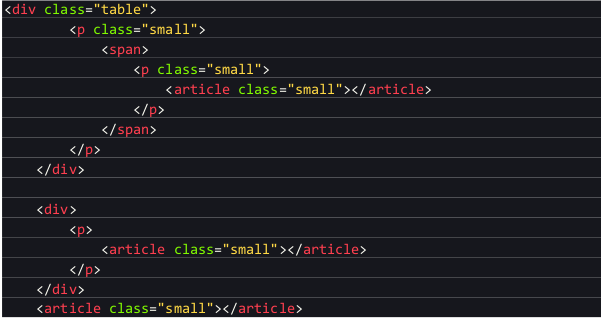 <div class="table">
        <p class="small">
            <span>
                <p class="small">
                    <article class="small"></article>
                </p>
            </span>
        </p>
    </div>

    <div>
        <p>
            <article class="small"></article>
        </p>
    </div>
    <article class="small"></article>